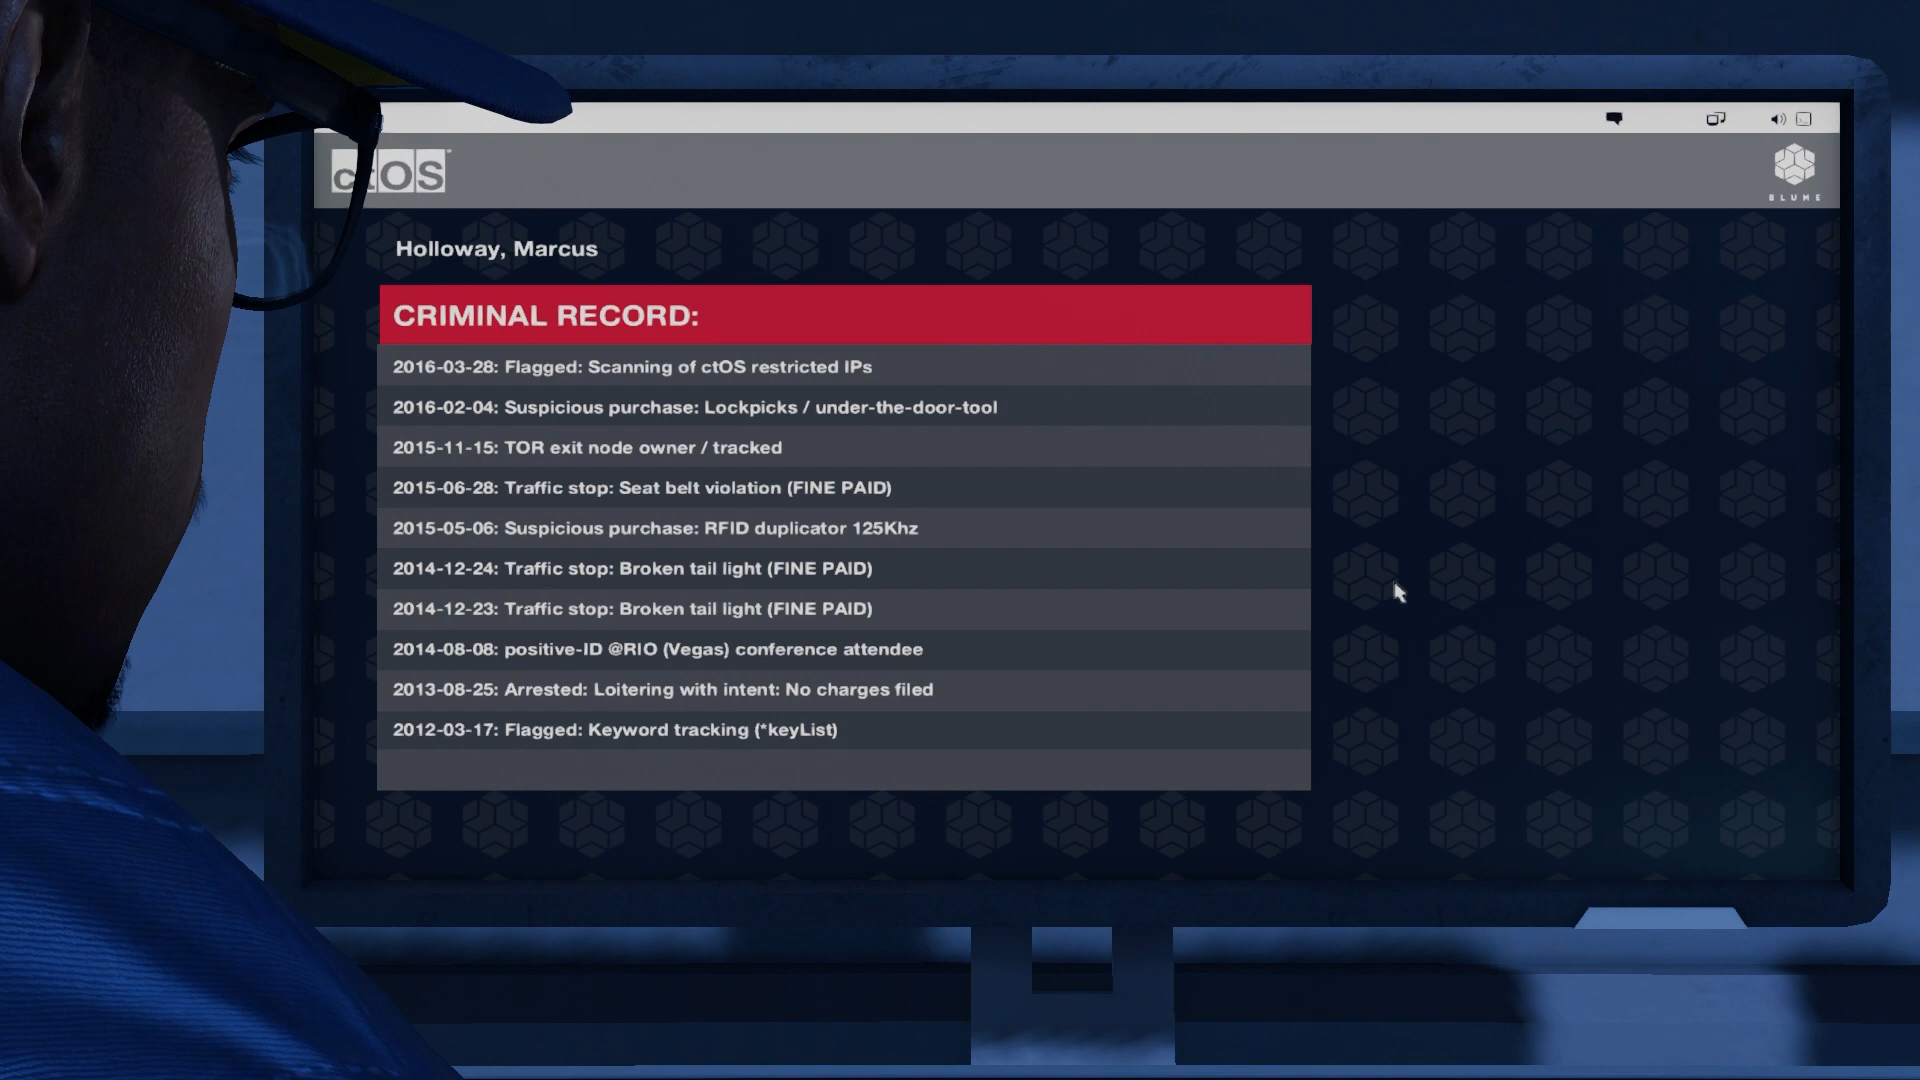 ctOS
BLUME
Holloway, Marcus
CRIMINAL RECORD:
2016-03-28: Flagged: Scanning of ctOS restricted IPs
2016-02-04: Suspicious purchase: Lockpicks / under-the-door-tool
2015-11-15: TOR exit node owner / tracked
2015-06-28: Traffic stop: Seat belt violation (FINE PAID)
2015-05-06: Suspicious purchase: RFID duplicator 125Khz
2014-12-24: Traffic stop: Broken tail light (FINE PAID)
2014-12-23: Traffic stop: Broken tail light (FINE PAID)
2014-08-08: positive-ID @RIO (Vegas) conference attendee
2013-08-25: Arrested: Loitering with intent: No charges filed
2012-03-17: Flagged: Keyword tracking (*keyList)